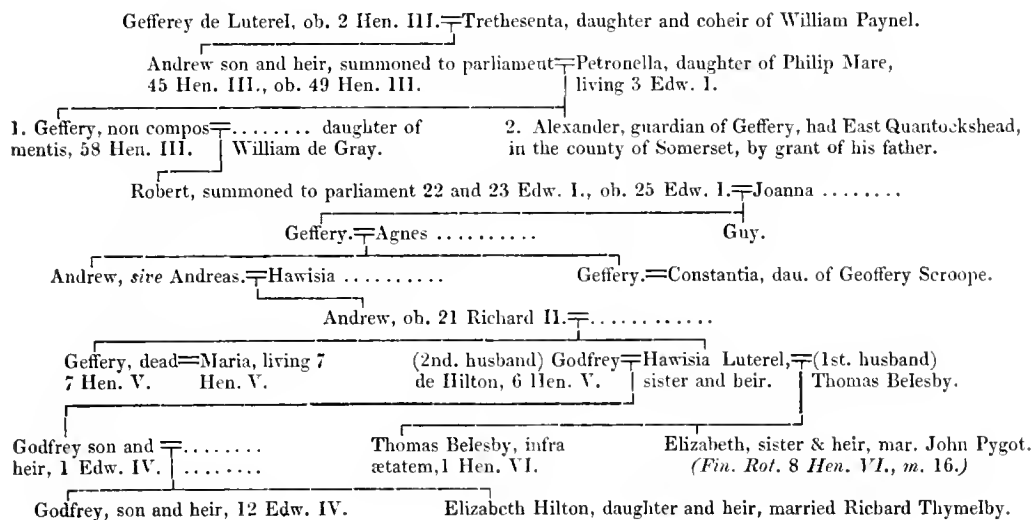 Gefferey de Luterel, ob. 2 Hen. III.=Trethesenta, daughter and coheir of William Paynel.
Andrew son and heir, summoned to parliament=Petronella, daughter of Philip Mare,
45 Hen. III., ob. 49 Hen. III. living 3 Edw. I.
1. Geffery, non compos=........ daughter of 2. Alexander, guardian of Geffery, had East Quantockshead,
mentis, 58 Hen. III. William de Gray. in the county of Somerset, by grant of his father.
Robert, summoned to parliament 22 and 23 Edw. I., ob. 25 Edw. I.=Joanna ........
Geffery.=Agnes .......... Guy.
Andrew, sire Andreas.=Hawisia .......... Geffery.=Constantia, dau. of Geoffery Scroope.
Andrew, ob. 21 Richard II.=.............
Geffery, dead=Maria, living 7 (2nd. husband) Godfrey=Hawisia Luterel,=(1st. husband)
7 Hen. V. Hen. V. de Hilton, 6 Hen. V. sister and heir. Thomas Belesby.
Godfrey son and =........ Thomas Belesby, infra Elizabeth, sister & heir, mar. John Pygot.
heir, 1 Edw. IV. ........ ætatem, 1 Hen. VI. (Fin. Rot. 8 Hen. VI., m. 16.)
Godfrey, son and heir, 12 Edw. IV. Elizabeth Hilton, daughter and heir, married Richard Thymelby.